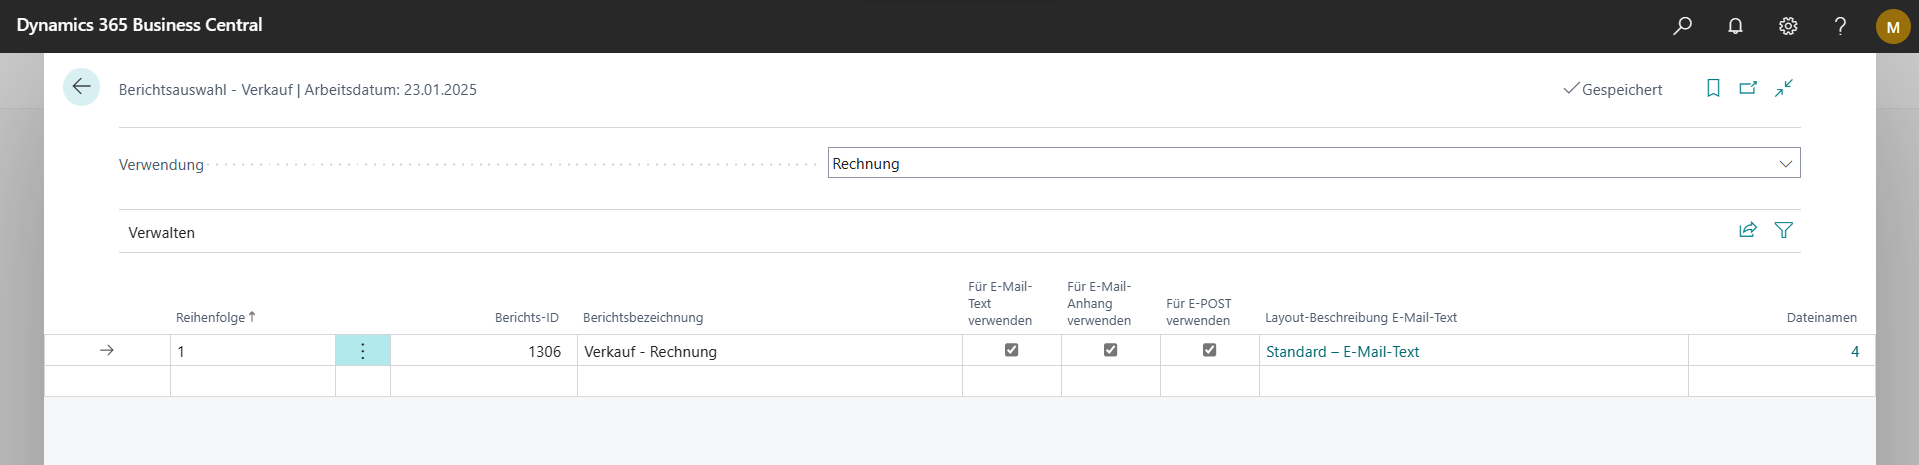 Dynamics 365 Business Central
M
Berichtsauswahl - Verkauf | Arbeitsdatum: 23.01.2025
Gespeichert
Verwendung
Rechnung
Verwalten
Reihenfolge ↑
Berichts-ID
Berichtsbezeichnung
Für E-Mail-
Text
verwenden
Für E-Mail-
Anhang
verwenden
Für E-POST
verwenden
Layout-Beschreibung E-Mail-Text
Dateinamen
1
1306
Verkauf - Rechnung
Standard – E-Mail-Text
4